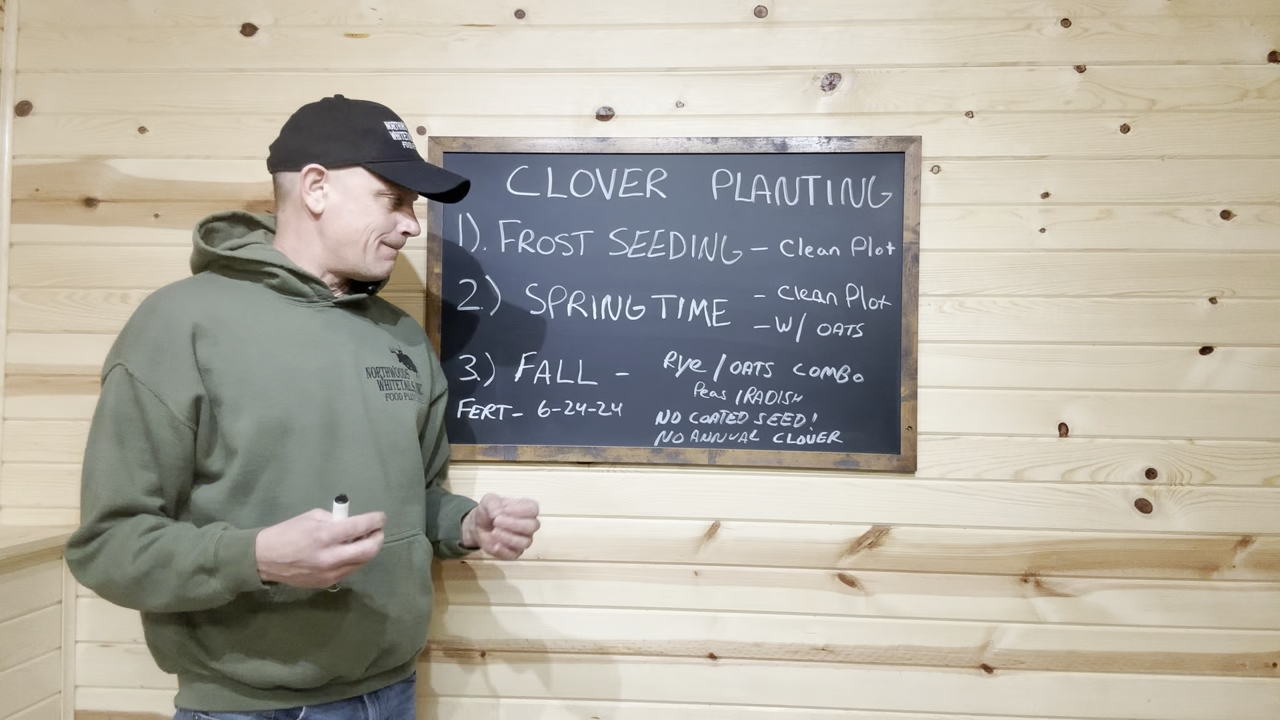 CLOVER PLANTING
1). FROST SEEDING - Clean Plot
2.) SPRINGTIME - Clean Plot
- W/ OATS
3.) FALL - Rye / OATS COMBO
Peas / RADISH
FERT - 6-24-24
NO COATED SEED!
NO ANNUAL CLOVER
NORTHWOODS
WHITETAILS
FOOD